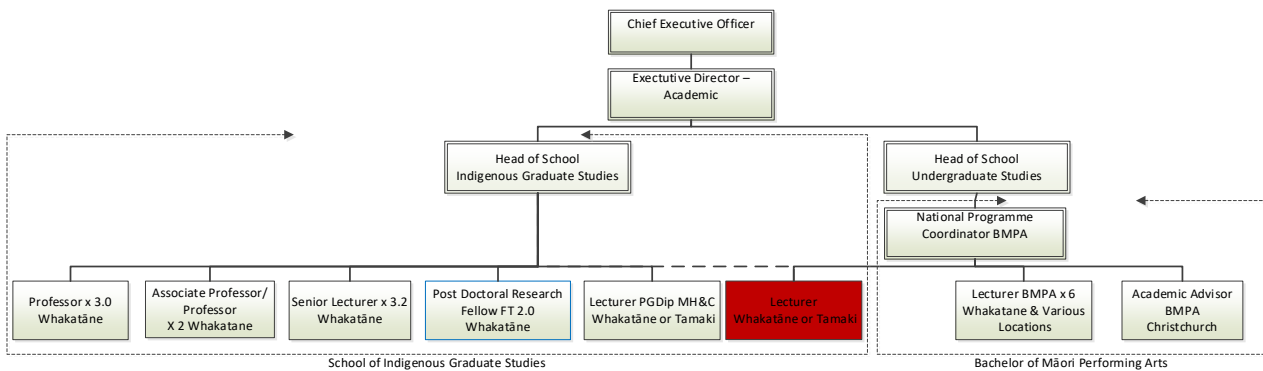 Chief Executive Officer
Exectutive Director –
Academic
Head of School
Indigenous Graduate Studies
Head of School
Undergraduate Studies
National Programme
Coordinator BMPA
Professor x 3.0
Whakatāne
Associate Professor/
Professor
X 2 Whakatane
Senior Lecturer x 3.2
Whakatāne
Post Doctoral Research
Fellow FT 2.0
Whakatāne
Lecturer PGDip MH&C
Whakatāne or Tamaki
Lecturer
Whakatāne or Tamaki
Lecturer BMPA x 6
Whakatane & Various
Locations
Academic Advisor
BMPA
Christchurch
School of Indigenous Graduate Studies
Bachelor of Māori Performing Arts